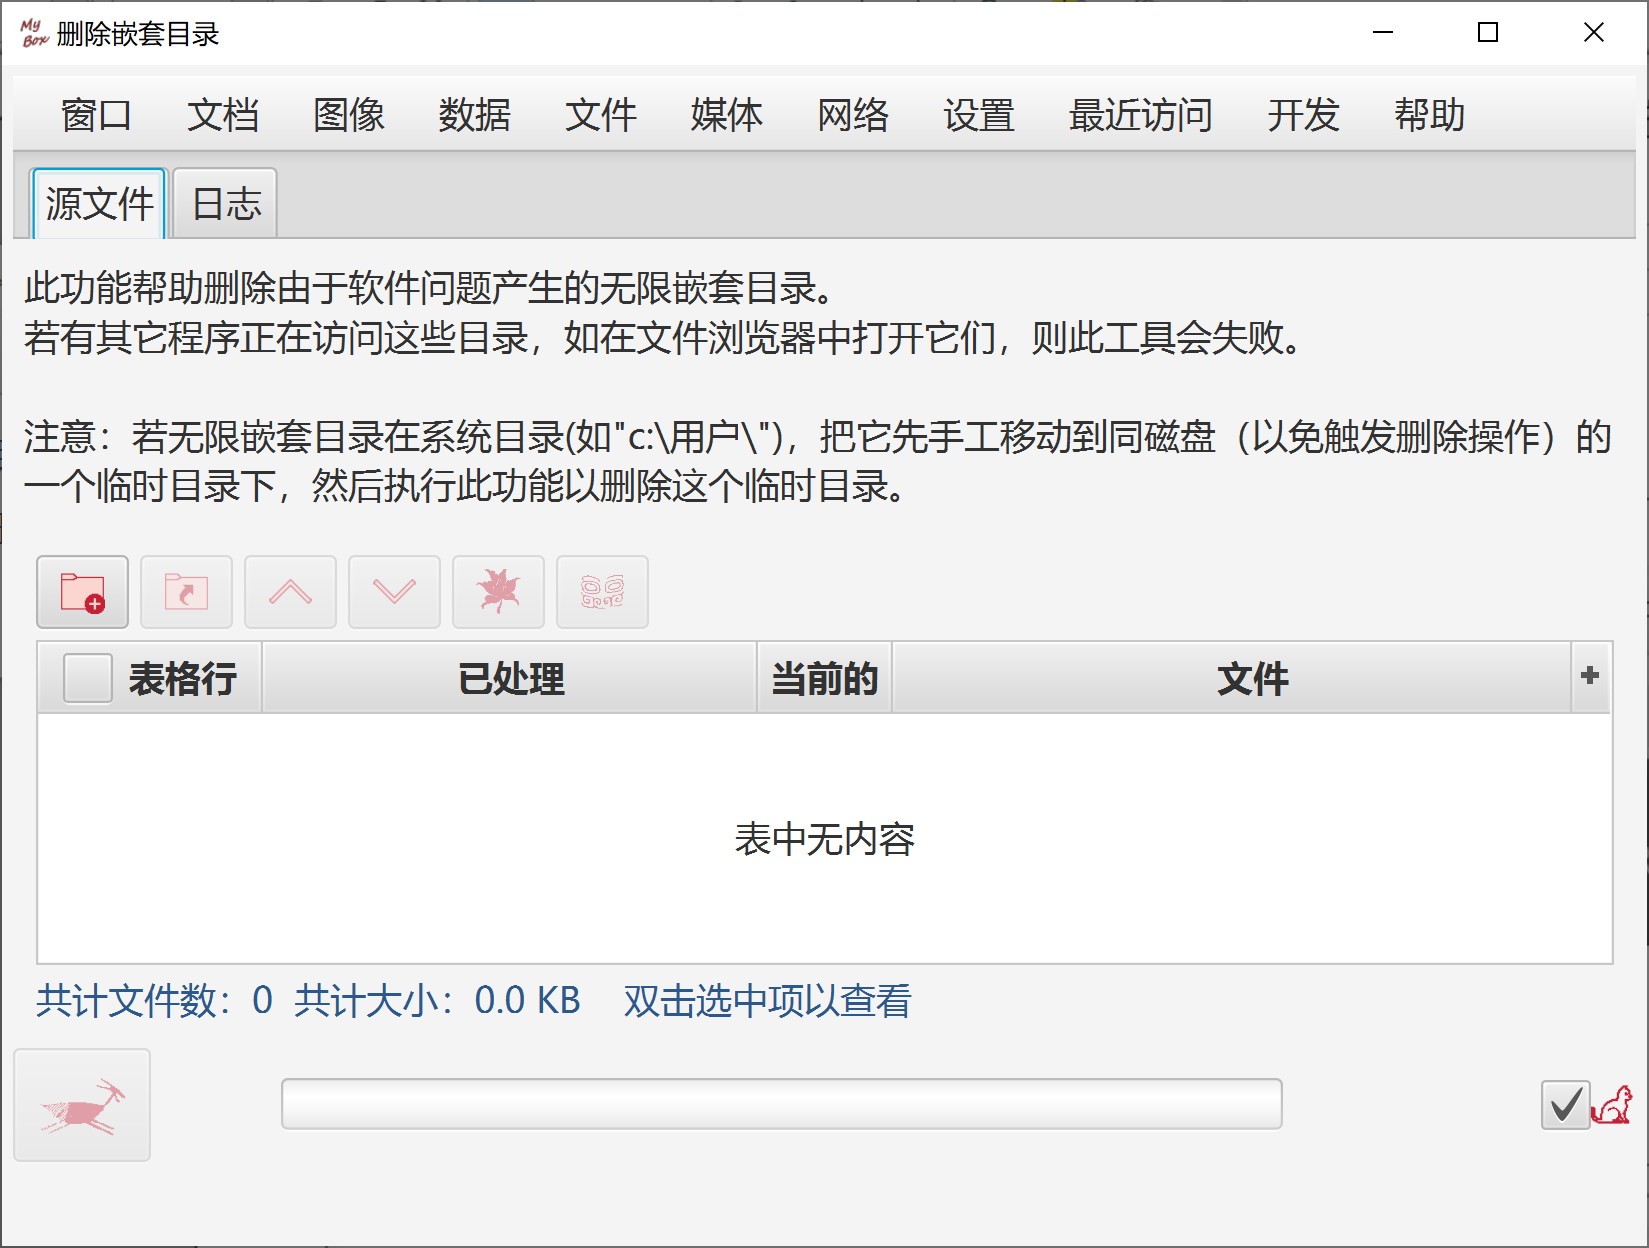 My Box 删除嵌套目录
窗口 文档 图像 数据 文件 媒体 网络 设置 最近访问 开发 帮助
源文件 日志
此功能帮助删除由于软件问题产生的无限嵌套目录。
若有其它程序正在访问这些目录，如在文件浏览器中打开它们，则此工具会失败。
注意：若无限嵌套目录在系统目录(如"c:\用户\")，把它先手工移动到同磁盘（以免触发删除操作）的
一个临时目录下，然后执行此功能以删除这个临时目录。
表格行 已处理 当前的 文件 +
表中无内容
共计文件数：0 共计大小：0.0 KB 双击选中项以查看